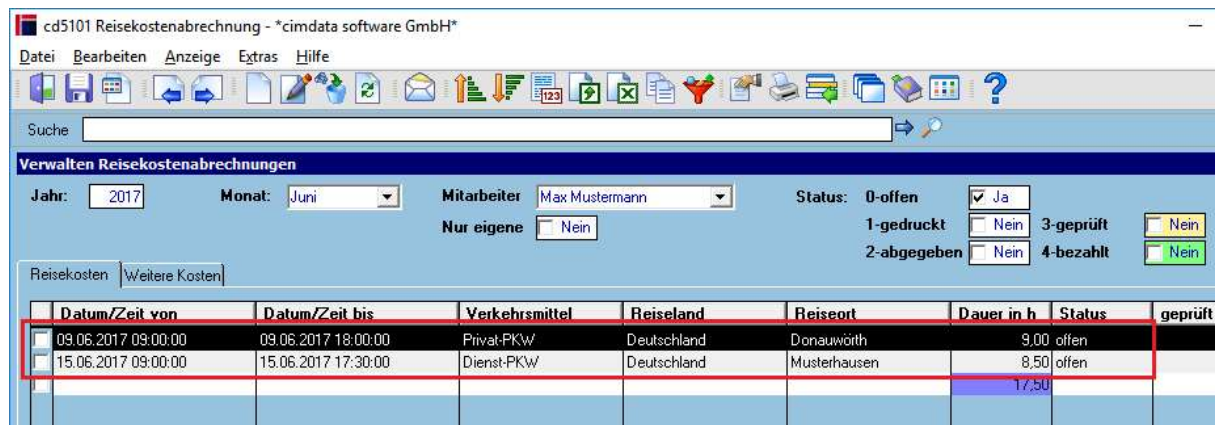 cd5101 Reisekostenabrechnung - *cimdata software GmbH*
Datei Bearbeiten Anzeige Extras Hilfe
123
?
Suche
Verwalten Reisekostenabrechnungen
Jahr: 2017 Monat: Juni Mitarbeiter Max Mustermann Status: 0-offen Ja
Nur eigene Nein 1-gedruckt Nein 3-geprüft Nein
2-abgegeben Nein 4-bezahlt Nein
Reisekosten Weitere Kosten
Datum/Zeit von Datum/Zeit bis Verkehrsmittel Reiseland Reiseort Dauer in h Status geprüft
09.06.2017 09:00:00 09.06.2017 18:00:00 Privat-PKW Deutschland Donauwörth 9,00 offen
15.06.2017 09:00:00 15.06.2017 17:30:00 Dienst-PKW Deutschland Musterhausen 8,50 offen
17,50